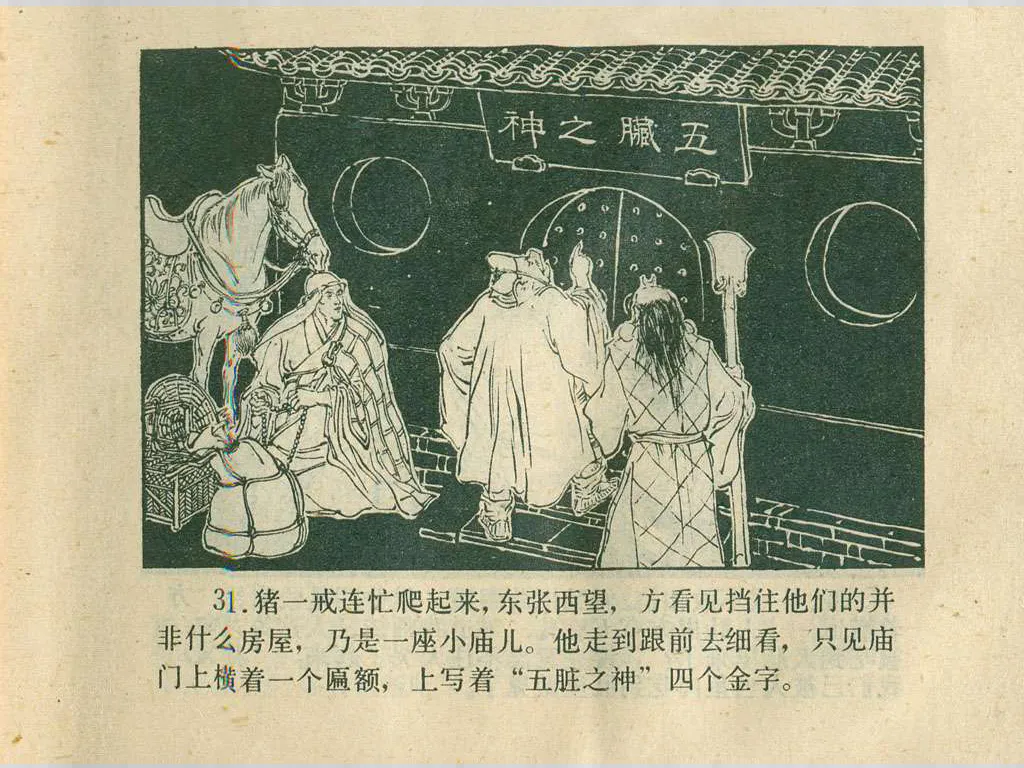 五臟之神
31.猪一戒连忙爬起来,东张西望,方看见挡住他们的并
非什么房屋,乃是一座小庙儿。他走到跟前去细看,只见庙
门上横着一个匾额,上写着“五脏之神”四个金字。